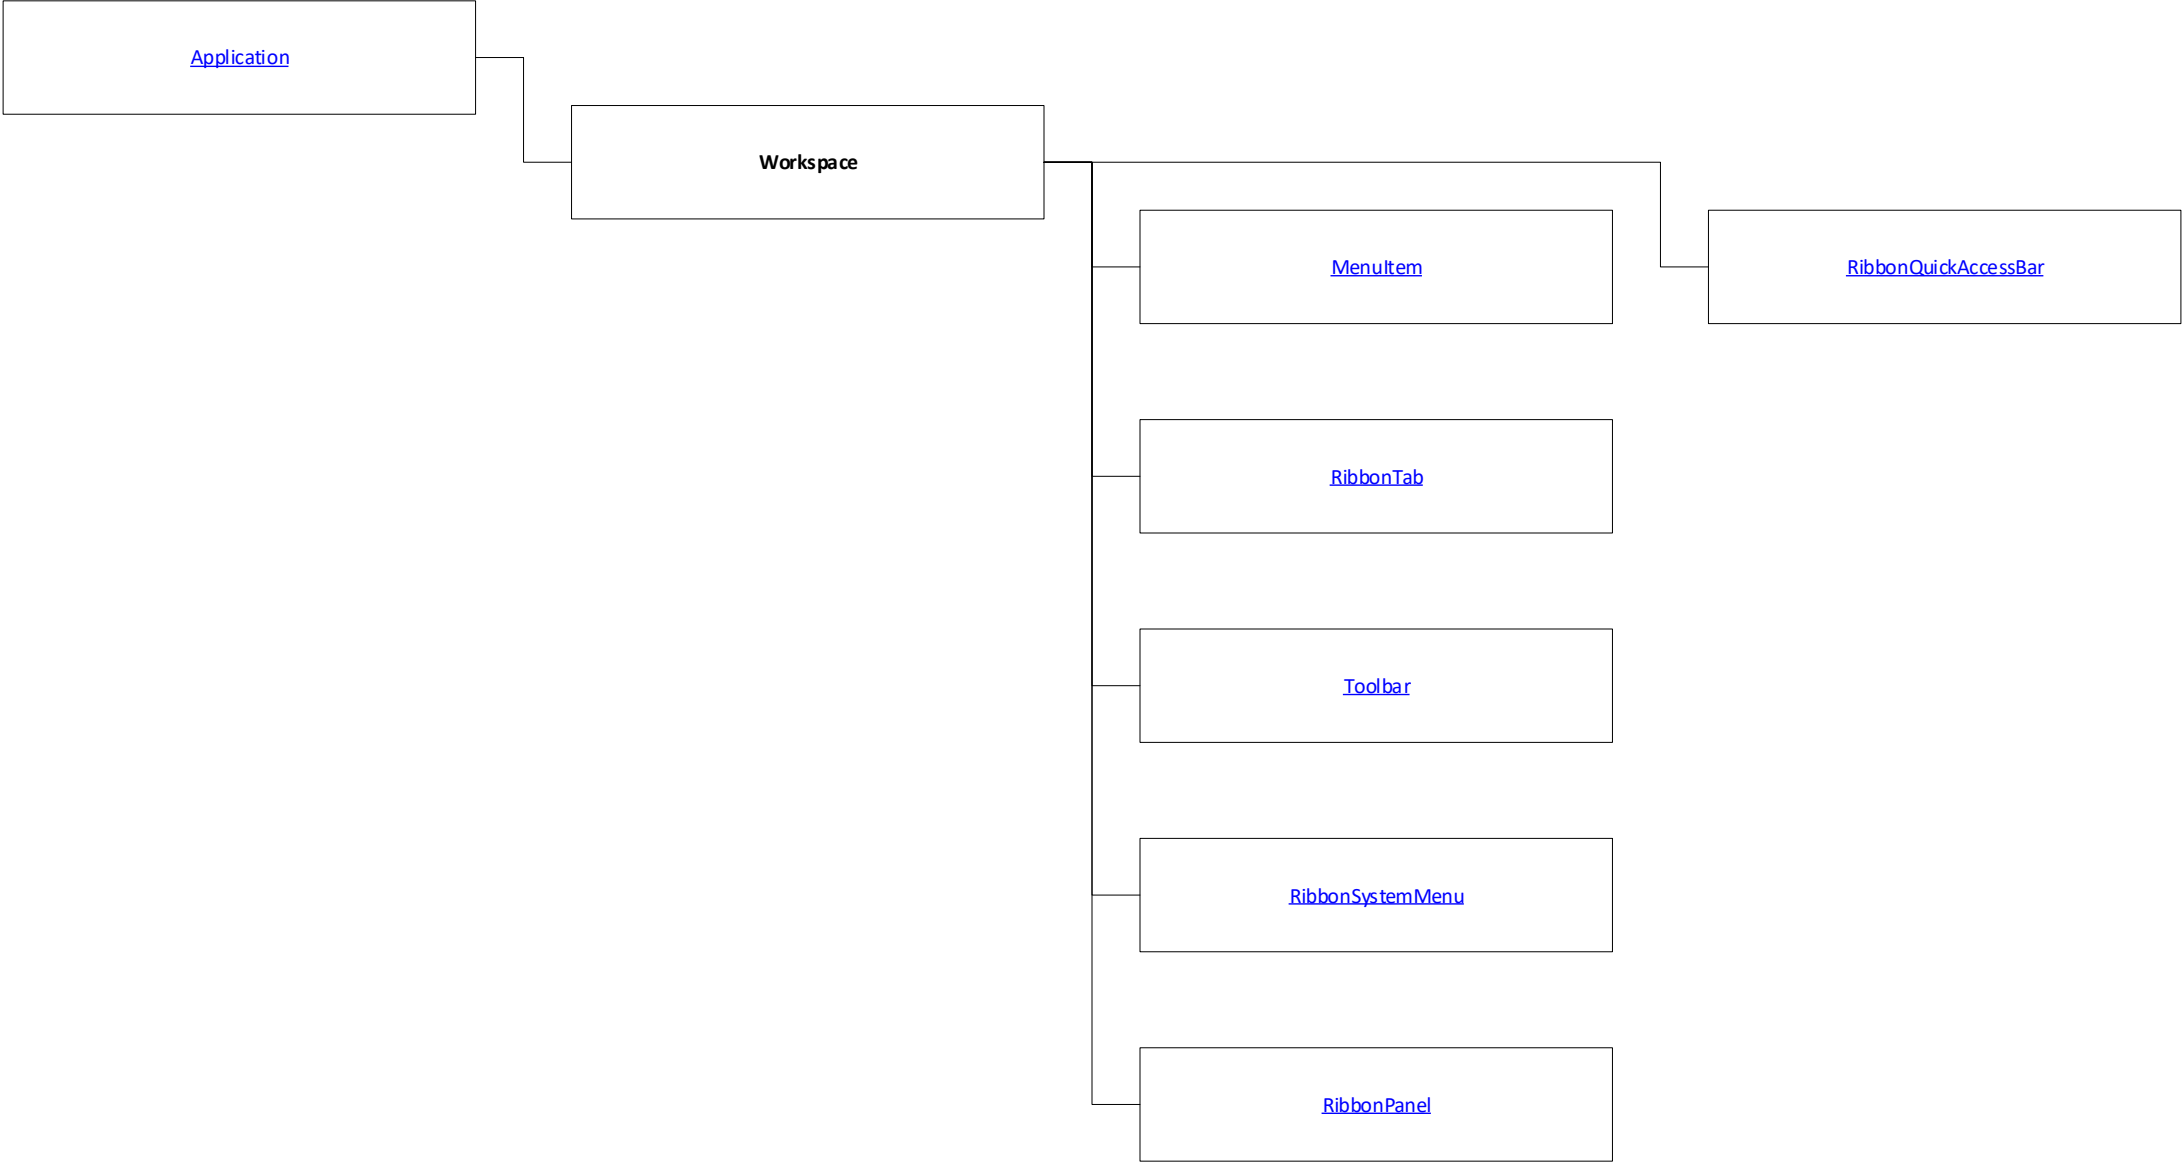 Application
Workspace
MenuItem
RibbonQuickAccessBar
RibbonTab
Toolbar
RibbonSystemMenu
RibbonPanel